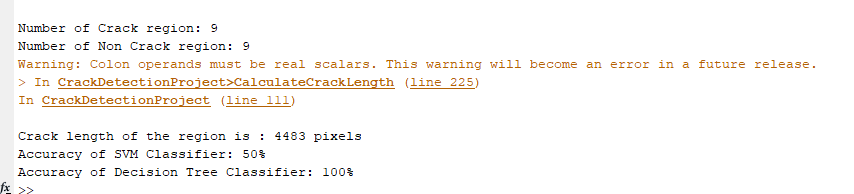 Number of Crack region: 9
Number of Non Crack region: 9
Warning: Colon operands must be real scalars. This warning will become an error in a future release.
> In CrackDetectionProject>CalculateCrackLength (line 225)
In CrackDetectionProject (line 111)
Crack length of the region is : 4483 pixels
Accuracy of SVM Classifier: 50%
Accuracy of Decision Tree Classifier: 100%
fx >>